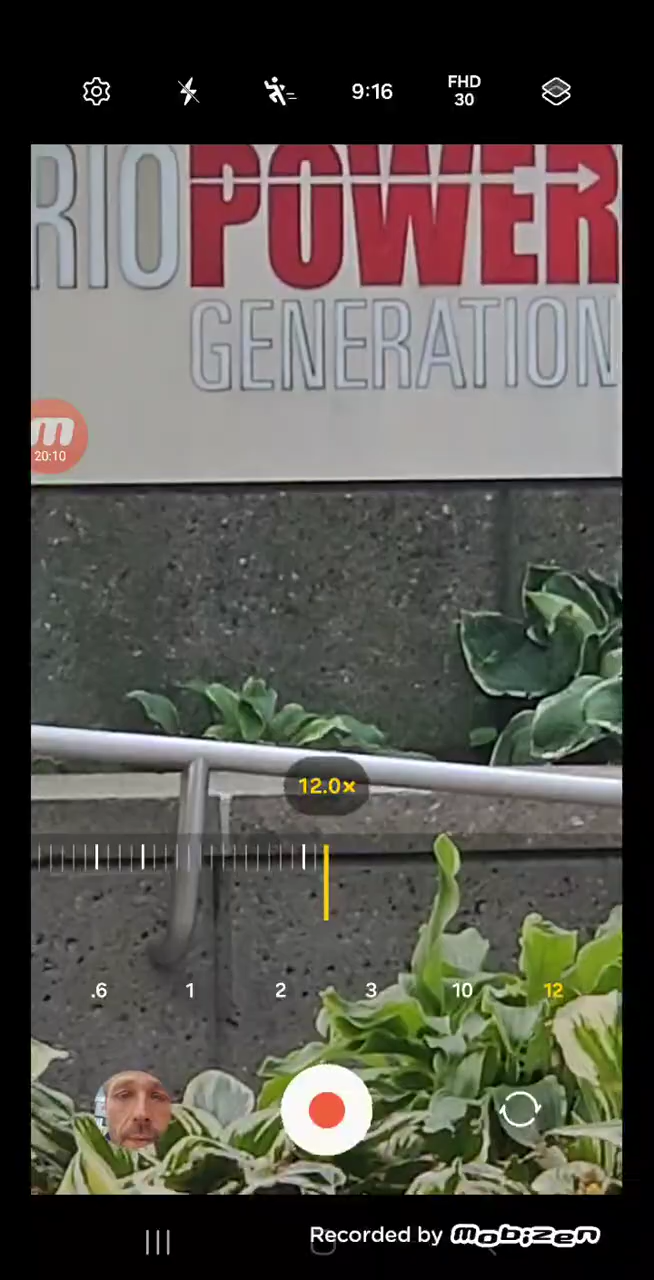 9:16
FHD
30
RIOPOWER
GENERATION
m
20:10
12.0×
.6 1 2 3 10 12
Recorded by mobizen